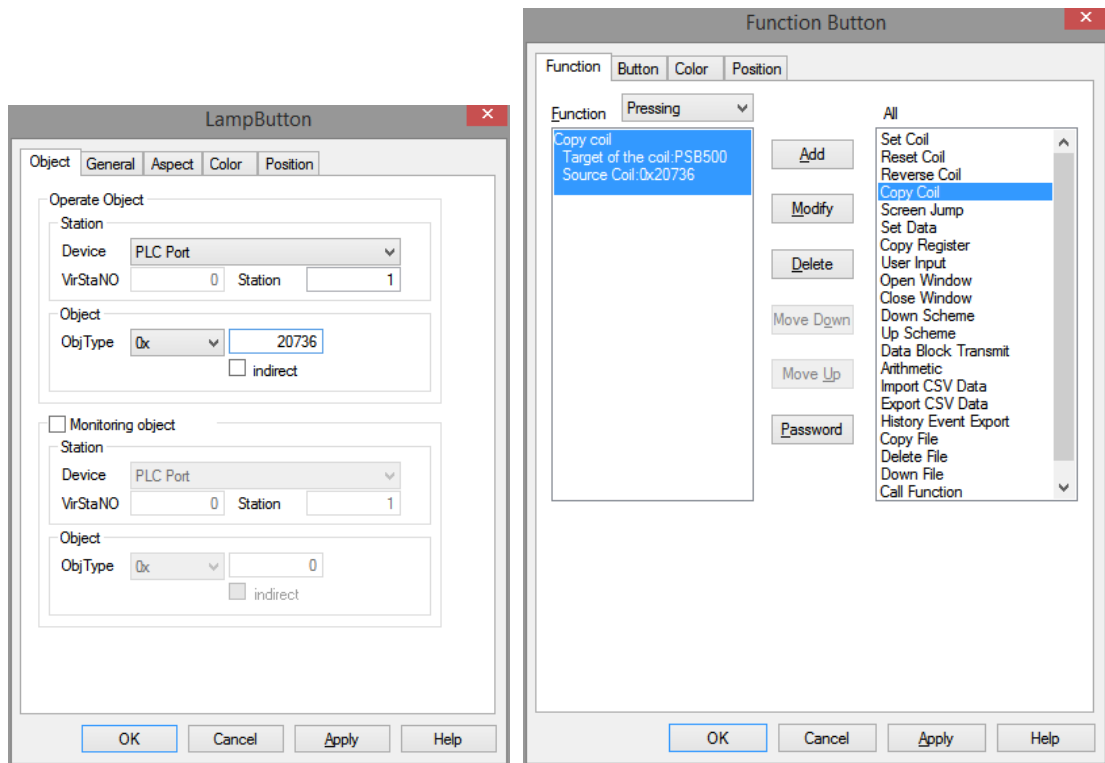 LampButton
Object General Aspect Color Position
Operate Object
Station
Device PLC Port
VirStaNO 0 Station 1
Object
ObjType 0x 20736
indirect
Monitoring object
Station
Device PLC Port
VirStaNO 0 Station 1
Object
ObjType 0x 0
indirect
OK Cancel Apply Help
Function Button
Function Button Color Position
Function Pressing
Copy coil
Target of the coil:PSB500
Source Coil:0x20736
Add
Modify
Delete
Move Down
Move Up
Password
All
Set Coil
Reset Coil
Reverse Coil
Copy Coil
Screen Jump
Set Data
Copy Register
User Input
Open Window
Close Window
Down Scheme
Up Scheme
Data Block Transmit
Arithmetic
Import CSV Data
Export CSV Data
History Event Export
Copy File
Delete File
Down File
Call Function
OK Cancel Apply Help